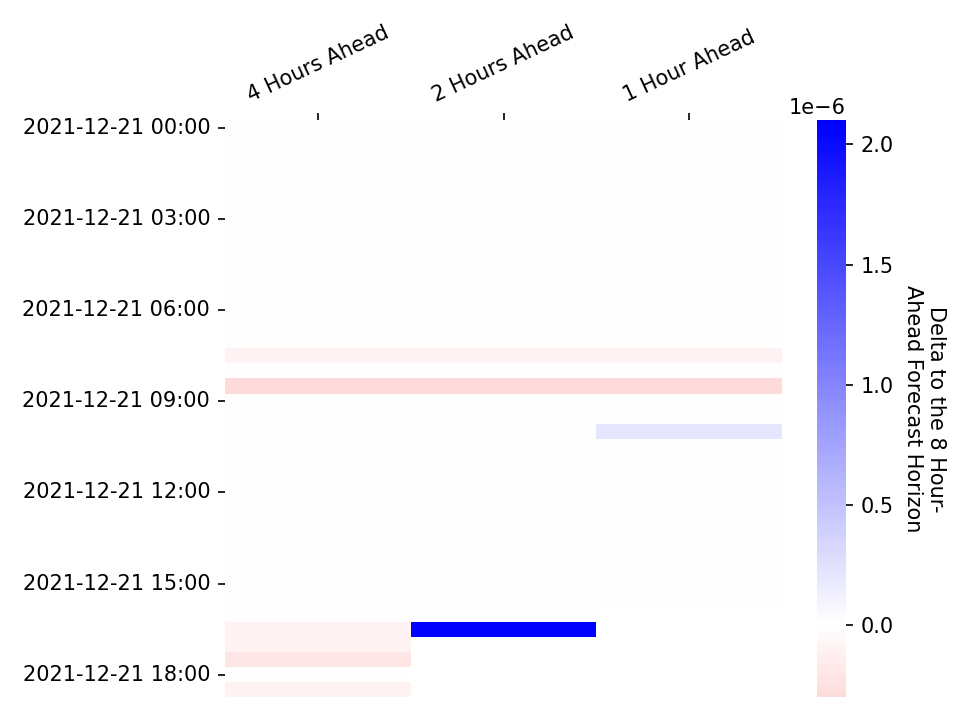 4 Hours Ahead
2 Hours Ahead
1 Hour Ahead
1e−6
2021-12-21 00:00
2021-12-21 03:00
2021-12-21 06:00
2021-12-21 09:00
2021-12-21 12:00
2021-12-21 15:00
2021-12-21 18:00
2.0
1.5
1.0
0.5
0.0
Delta to the 8 Hour-
Ahead Forecast Horizon